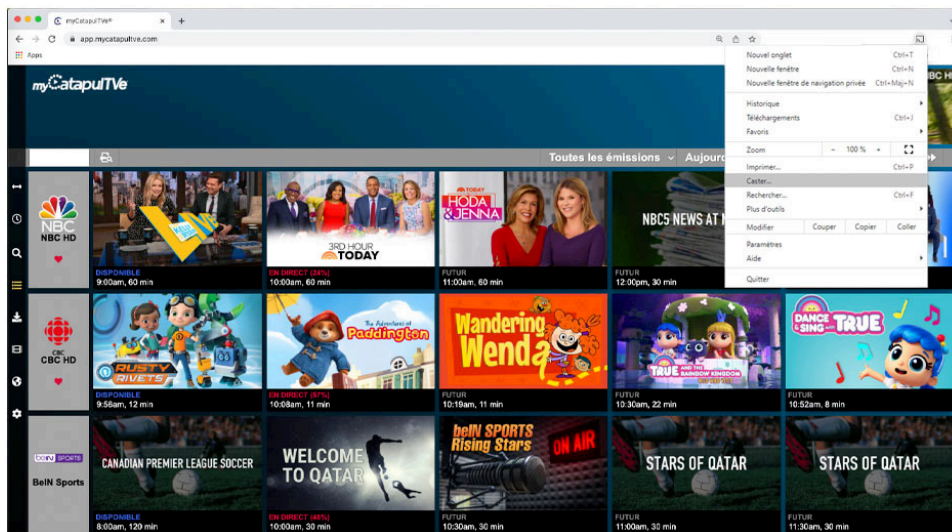 myCatapulTVe®
app.mycatapultve.com
Apps
Nouvel onglet Ctrl+T
Nouvelle fenêtre Ctrl+N
Nouvelle fenêtre de navigation privée Ctrl+Maj+N
Historique
Téléchargements Ctrl+J
Favoris
Zoom - 100 % +
Imprimer... Ctrl+P
Caster...
Rechercher... Ctrl+F
Plus d'outils
Modifier Couper Copier Coller
Paramètres
Aide
Quitter
myCatapulTVe
BC H
Toutes les émissions Aujourd
NBC
NBC HD
3RD HOUR
TODAY
TODAY
HODA
& JENNA
NBC5 NEWS AT N
DISPONIBLE
9:00am, 60 min
EN DIRECT (24%)
10:00am, 60 min
FUTUR
11:00am, 60 min
FUTUR
12:00pm, 30 min
CBC
CBC HD
RUSTY
RIVETS
The Adventures of
Paddington
Wandering
Wenda
TRUE AND THE
RAINBOW KINGDOM
DANCE
& SING WITH TRUE
DISPONIBLE
9:56am, 12 min
EN DIRECT (57%)
10:08am, 11 min
FUTUR
10:19am, 11 min
FUTUR
10:30am, 22 min
FUTUR
10:52am, 8 min
beIN SPORTS
BeIN Sports
CANADIAN PREMIER LEAGUE SOCCER
WELCOME
TO QATAR
beIN SPORTS
Rising Stars
ON AIR
STARS OF QATAR
STARS OF QATAR
DISPONIBLE
8:00am, 120 min
EN DIRECT (45%)
10:00am, 30 min
FUTUR
10:30am, 30 min
FUTUR
11:00am, 30 min
FUTUR
11:30am, 30 min